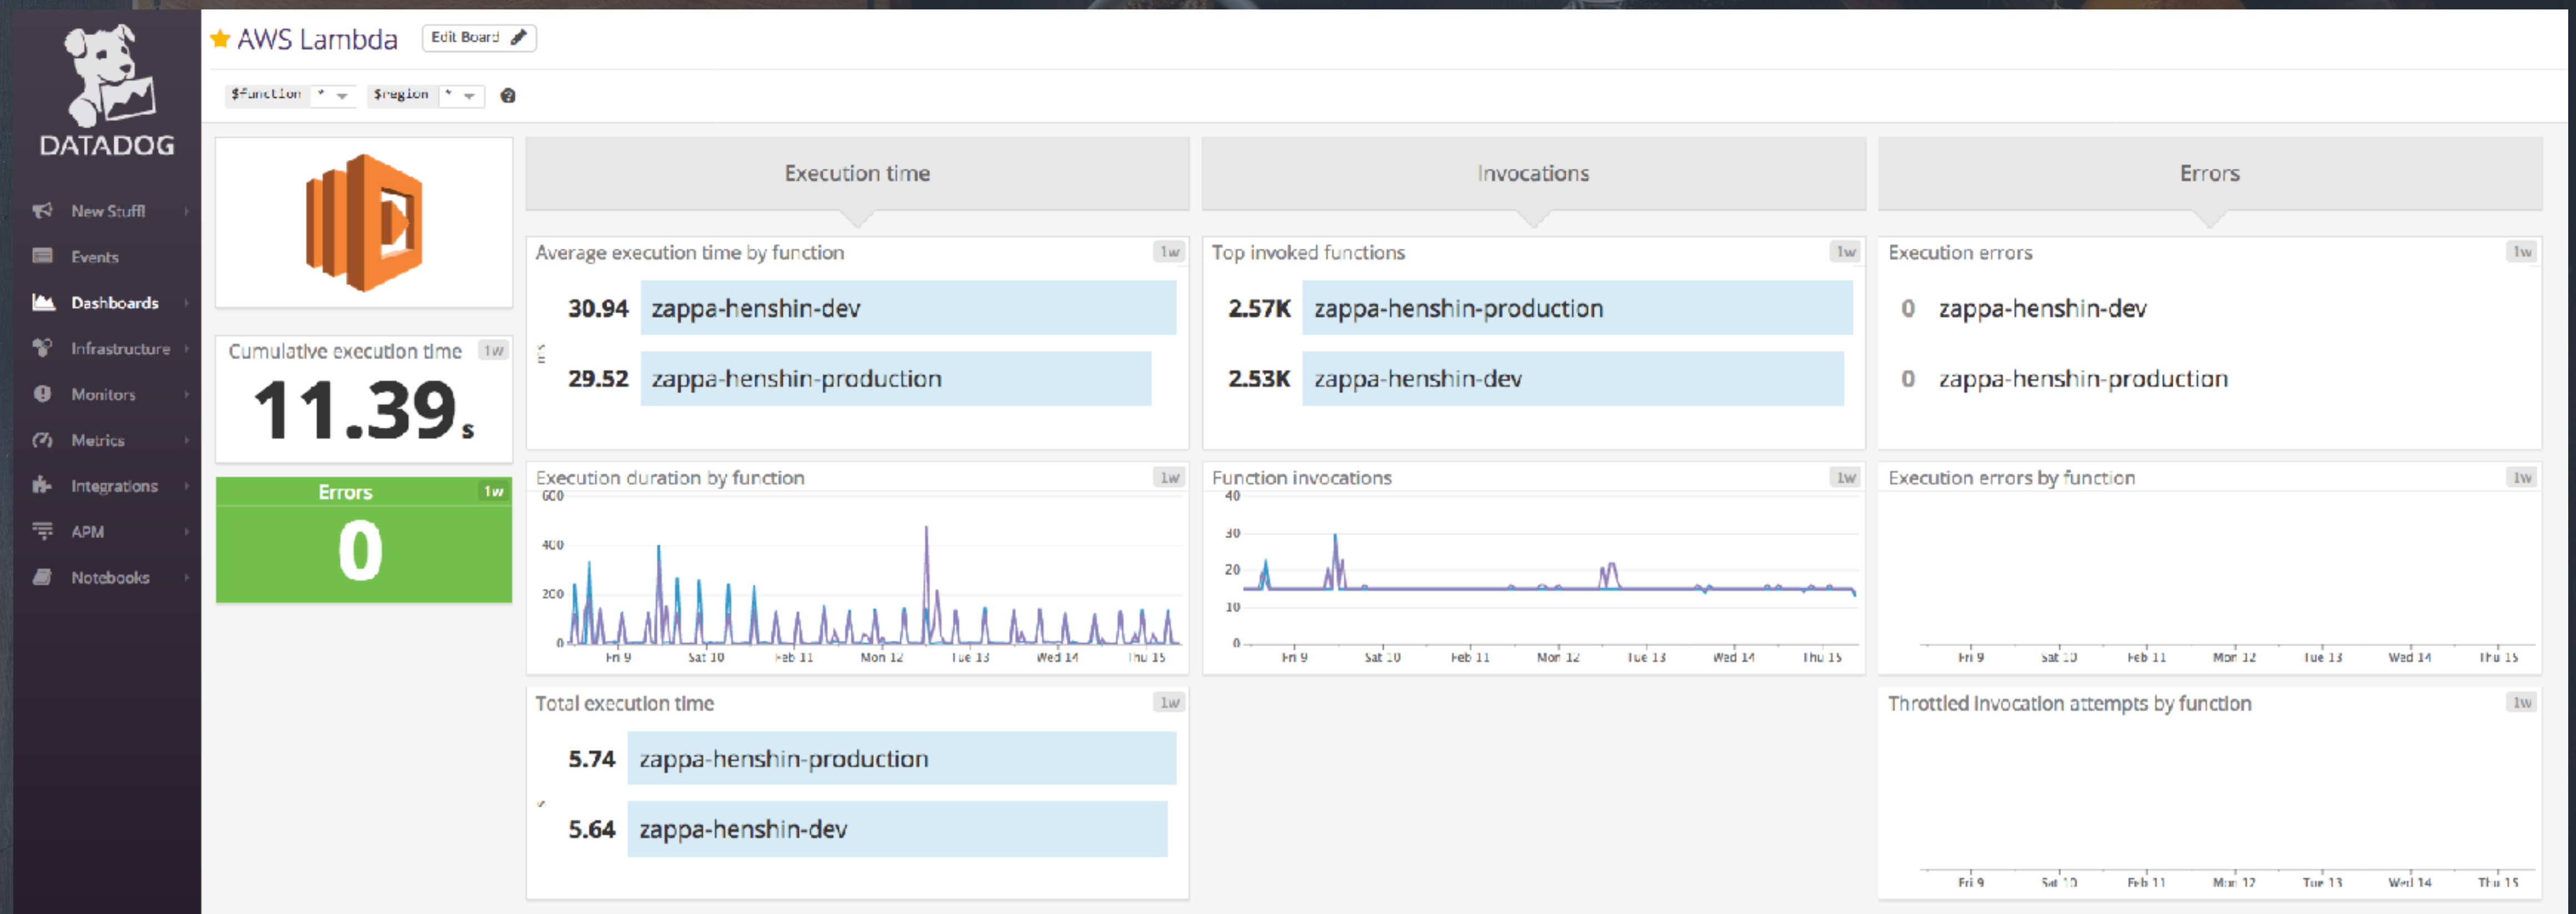 DATADOG
New Stuff!
Events
Dashboards
Infrastructure
Monitors
Metrics
Integrations
APM
Notebooks
AWS Lambda Edit Board
$function * $region * ?
Cumulative execution time 1w
11.39 s
Errors 1w
0
Execution time
Average execution time by function 1w
ms
30.94 zappa-henshin-dev
29.52 zappa-henshin-production
Execution duration by function 1w
600
400
200
0
Fri 9 Sat 10 Feb 11 Mon 12 Tue 13 Wed 14 Thu 15
Total execution time 1w
s
5.74 zappa-henshin-production
5.64 zappa-henshin-dev
Invocations
Top invoked functions 1w
2.57K zappa-henshin-production
2.53K zappa-henshin-dev
Function invocations 1w
40
30
20
10
0
Fri 9 Sat 10 Feb 11 Mon 12 Tue 13 Wed 14 Thu 15
Errors
Execution errors 1w
0 zappa-henshin-dev
0 zappa-henshin-production
Execution errors by function 1w
Fri 9 Sat 10 Feb 11 Mon 12 Tue 13 Wed 14 Thu 15
Throttled invocation attempts by function 1w
Fri 9 Sat 10 Feb 11 Mon 12 Tue 13 Wed 14 Thu 15